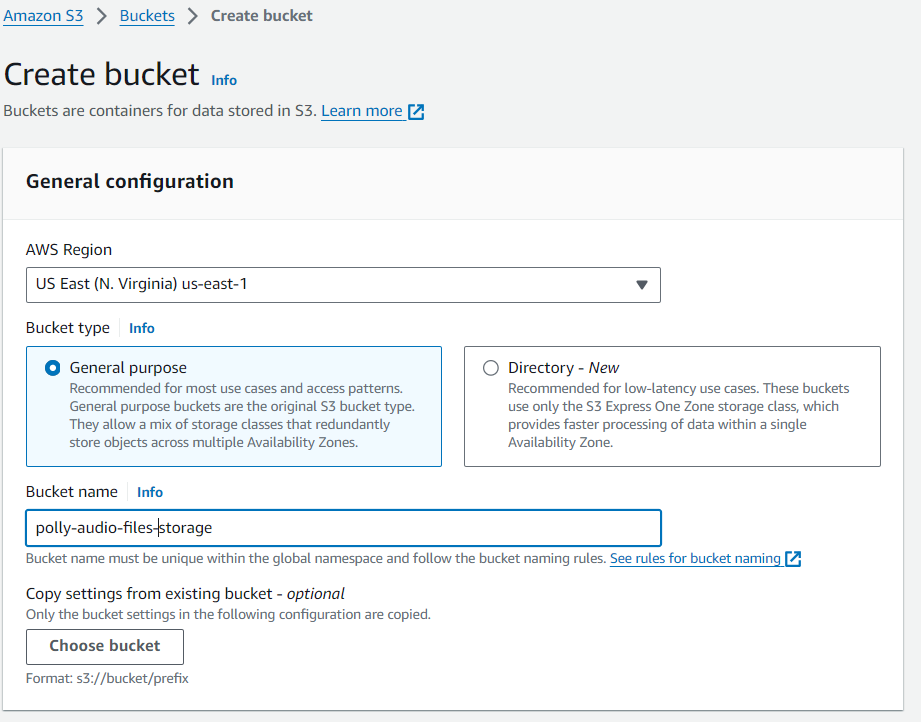 Amazon S3 > Buckets > Create bucket
Create bucket Info
Buckets are containers for data stored in S3. Learn more
General configuration
AWS Region
US East (N. Virginia) us-east-1
Bucket type Info
General purpose
Recommended for most use cases and access patterns.
General purpose buckets are the original S3 bucket type.
They allow a mix of storage classes that redundantly
store objects across multiple Availability Zones.
Directory - New
Recommended for low-latency use cases. These buckets
use only the S3 Express One Zone storage class, which
provides faster processing of data within a single
Availability Zone.
Bucket name Info
polly-audio-files-storage
Bucket name must be unique within the global namespace and follow the bucket naming rules. See rules for bucket naming
Copy settings from existing bucket - optional
Only the bucket settings in the following configuration are copied.
Choose bucket
Format: s3://bucket/prefix